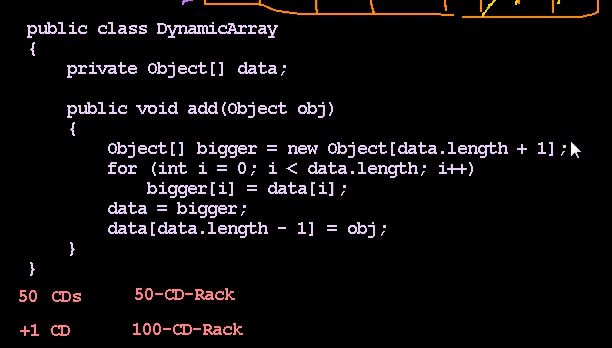 public class DynamicArray
{
private Object[] data;
public void add(Object obj)
{
Object[] bigger = new Object[data.length + 1];
for (int i = 0; i < data.length; i++)
bigger[i] = data[i];
data = bigger;
data[data.length - 1] = obj;
}
}
50 CDs 50-CD-Rack
+1 CD 100-CD-Rack